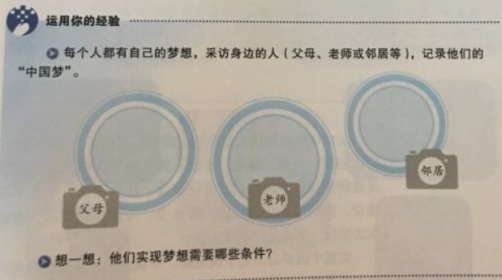 运用你的经验
每个人都有自己的梦想，采访身边的人（父母、老师或邻居等），记录他们的
“中国梦”。
父母
老师
邻居
想一想：他们实现梦想需要哪些条件？